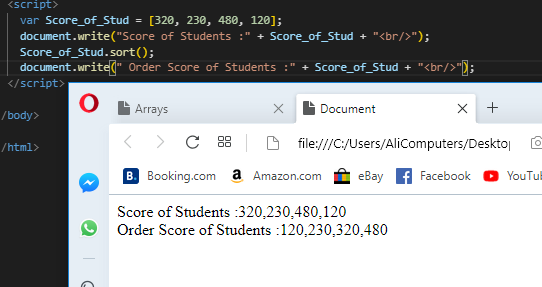 <script>
var Score_of_Stud = [320, 230, 480, 120];
document.write("Score of Students :" + Score_of_Stud + "<br/>");
Score_of_Stud.sort();
document.write(" Order Score of Students :" + Score_of_Stud + "<br/>");
</script>
/body>
/html>
Arrays
Document
file:///C:/Users/AliComputers/Desktop
B. Booking.com a Amazon.com eBay Facebook YouTu
Score of Students :320,230,480,120
Order Score of Students :120,230,320,480